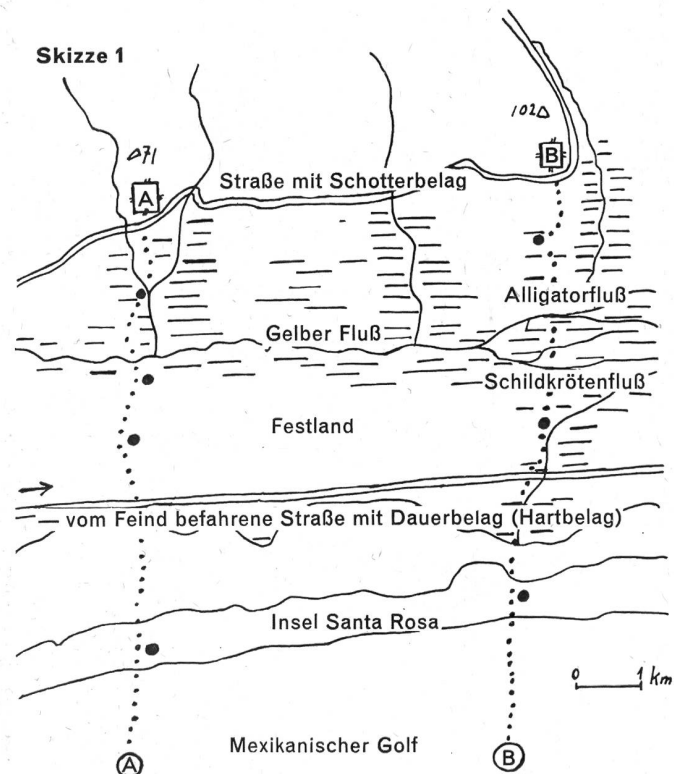 Skizze 1
102
B
71
A
Straße mit Schotterbelag
Alligatorfluß
Gelber Fluß
Schildkrötenfluß
Festland
vom Feind befahrene Straße mit Dauerbelag (Hartbelag)
Insel Santa Rosa
0 1 km
Mexikanischer Golf
A
B